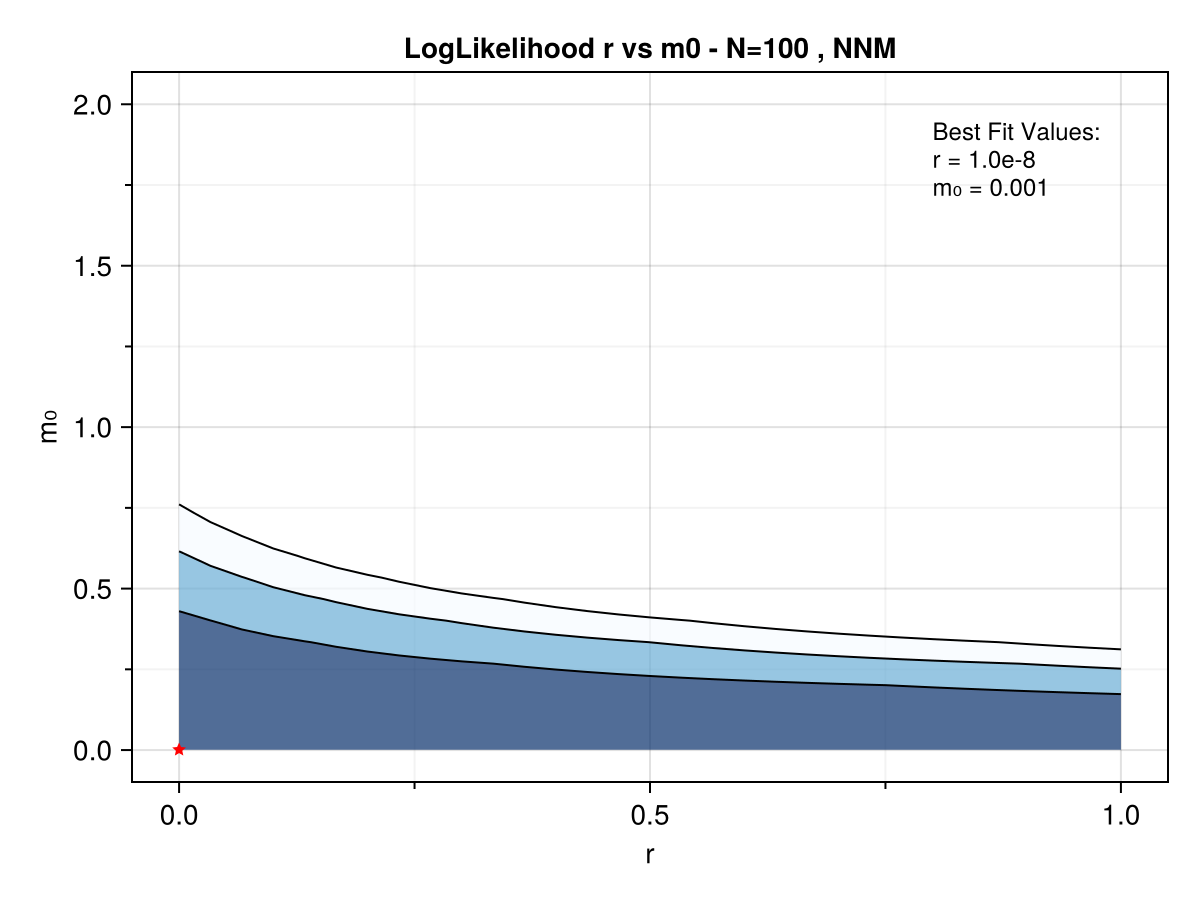 LogLikelihood r vs m0 - N=100 , NNM
2.0
1.5
1.0
0.5
0.0
m₀
Best Fit Values:
r = 1.0e-8
m₀ = 0.001
0.0
0.5
1.0
r